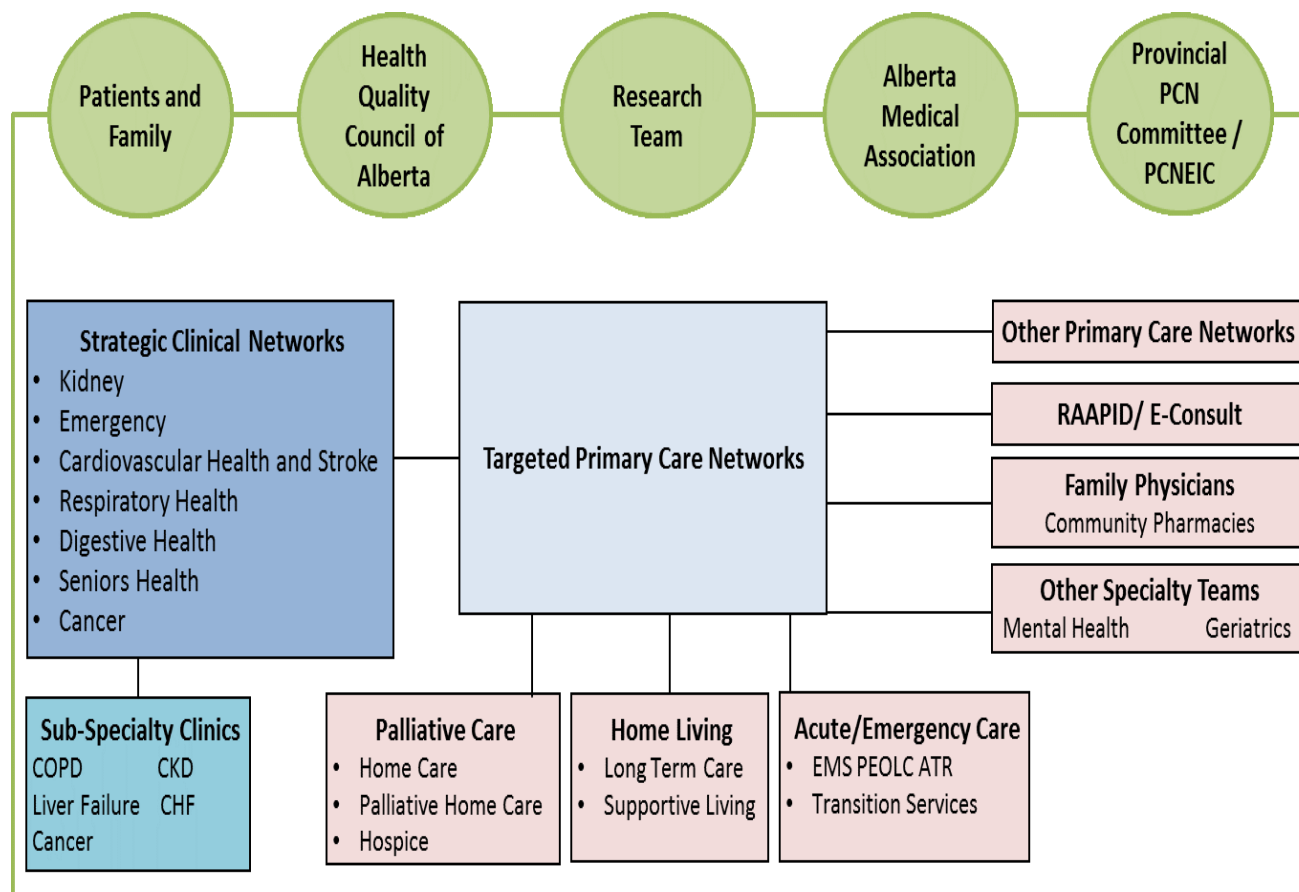 Patients and
Family
Health
Quality
Council of
Alberta
Research
Team
Alberta
Medical
Association
Provincial
PCN
Committee /
PCNEIC
Strategic Clinical Networks
• Kidney
• Emergency
• Cardiovascular Health and Stroke
• Respiratory Health
• Digestive Health
• Seniors Health
• Cancer
Targeted Primary Care Networks
Other Primary Care Networks
RAAPID/ E-Consult
Family Physicians
Community Pharmacies
Other Specialty Teams
Mental Health Geriatrics
Sub-Specialty Clinics
COPD CKD
Liver Failure CHF
Cancer
Palliative Care
• Home Care
• Palliative Home Care
• Hospice
Home Living
• Long Term Care
• Supportive Living
Acute/Emergency Care
• EMS PEOLC ATR
• Transition Services